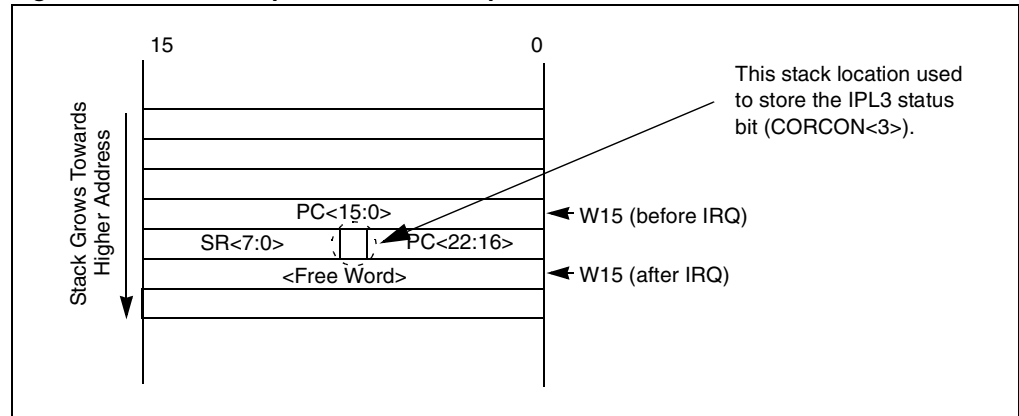 15
0
This stack location used
to store the IPL3 status
bit (CORCON<3>).
Stack Grows Towards
Higher Address
PC<15:0>
W15 (before IRQ)
SR<7:0>
PC<22:16>
<Free Word>
W15 (after IRQ)